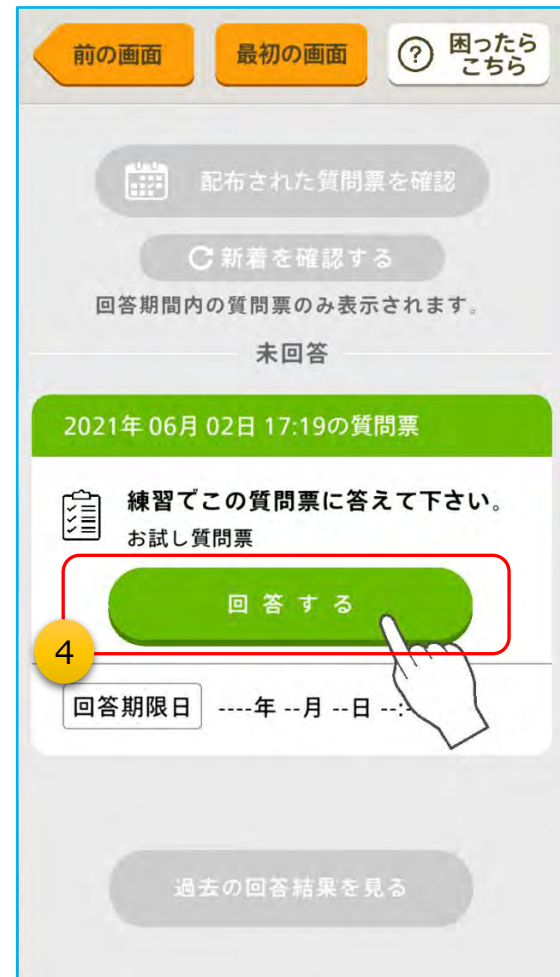 前の画面
最初の画面
? 困ったら
こちら
配布された質問票を確認
新着を確認する
回答期間内の質問票のみ表示されます。
未回答
2021年 06月 02日 17:19の質問票
練習でこの質問票に答えて下さい。
お試し質問票
回答する
4
回答期限日 ----年 --月 --日 --:-
過去の回答結果を見る